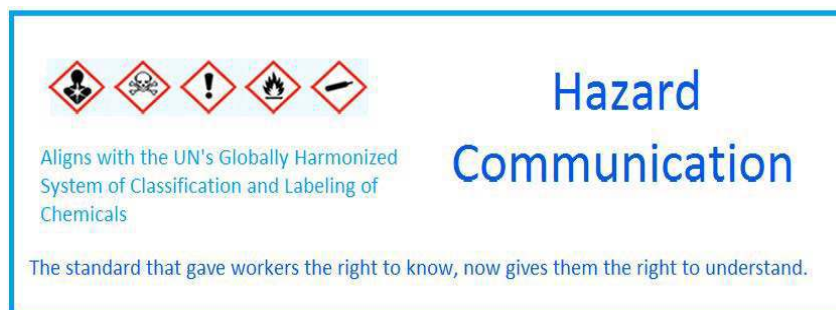 Hazard
Communication
Aligns with the UN's Globally Harmonized
System of Classification and Labeling of
Chemicals
The standard that gave workers the right to know, now gives them the right to understand.